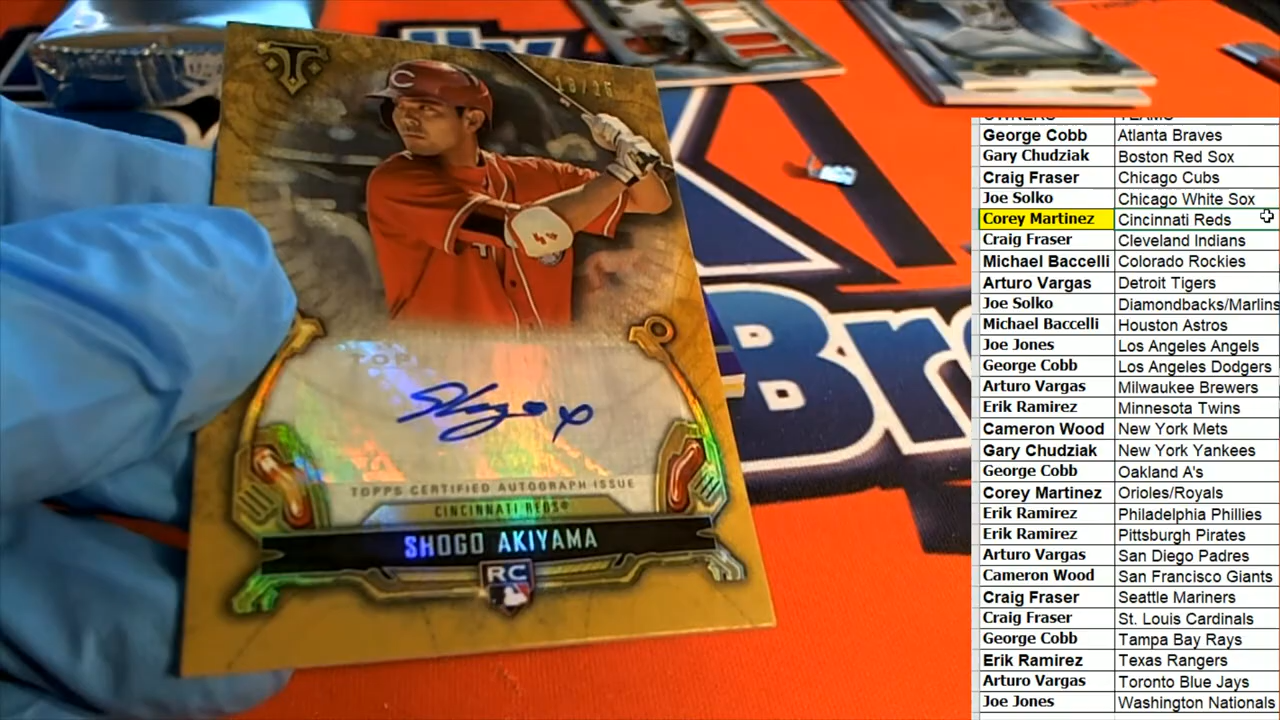 C
T
TOPPS CERTIFIED AUTOGRAPH ISSUE
CINCINNATI REDS®
SHOGO AKIYAMA
RC
Br
OWNERS TEAMS
George Cobb Atlanta Braves
Gary Chudziak Boston Red Sox
Craig Fraser Chicago Cubs
Joe Solko Chicago White Sox
Corey Martinez Cincinnati Reds
Craig Fraser Cleveland Indians
Michael Baccelli Colorado Rockies
Arturo Vargas Detroit Tigers
Joe Solko Diamondbacks/Marlins
Michael Baccelli Houston Astros
Joe Jones Los Angeles Angels
George Cobb Los Angeles Dodgers
Arturo Vargas Milwaukee Brewers
Erik Ramirez Minnesota Twins
Cameron Wood New York Mets
Gary Chudziak New York Yankees
George Cobb Oakland A's
Corey Martinez Orioles/Royals
Erik Ramirez Philadelphia Phillies
Erik Ramirez Pittsburgh Pirates
Arturo Vargas San Diego Padres
Cameron Wood San Francisco Giants
Craig Fraser Seattle Mariners
Craig Fraser St. Louis Cardinals
George Cobb Tampa Bay Rays
Erik Ramirez Texas Rangers
Arturo Vargas Toronto Blue Jays
Joe Jones Washington Nationals